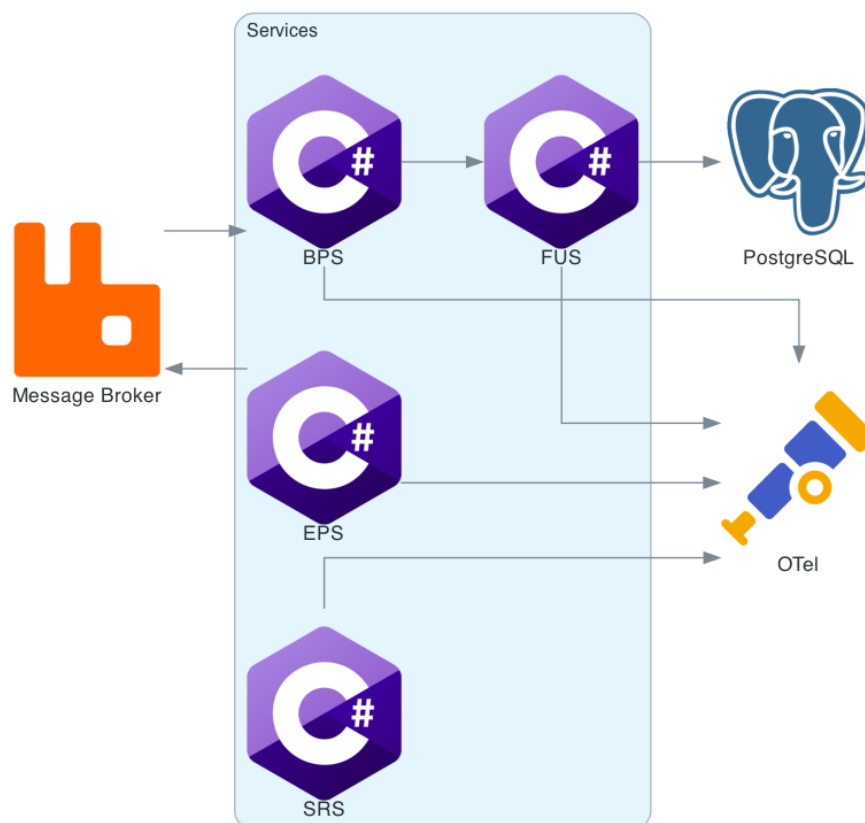 Services
BPS
FUS
PostgreSQL
Message Broker
EPS
OTel
SRS